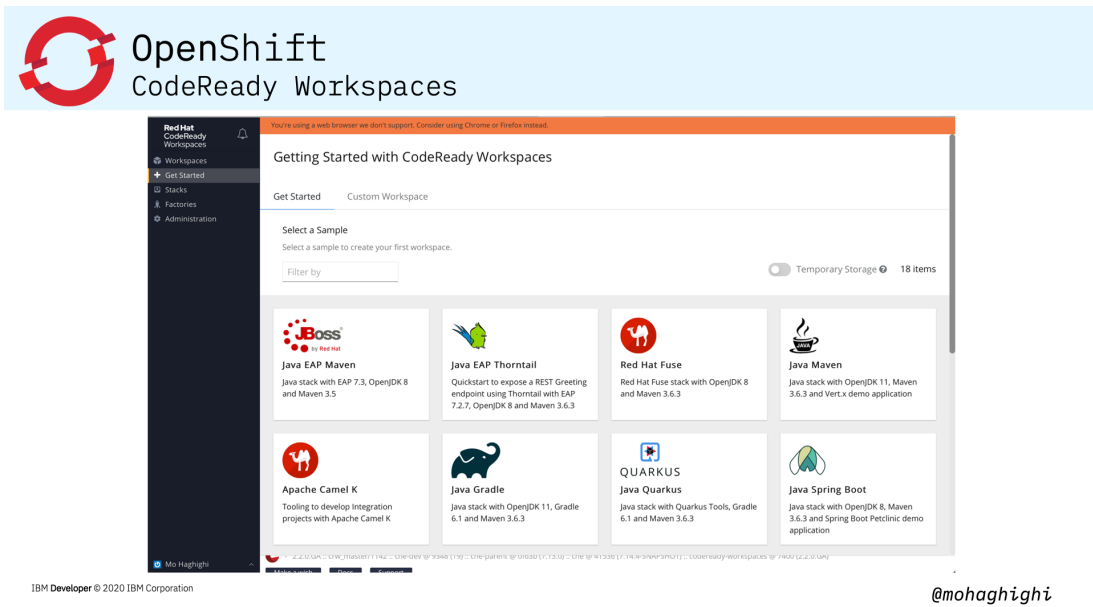 OpenShift
CodeReady Workspaces
Red Hat
CodeReady
Workspaces
Workspaces
Get Started
Stacks
Factories
Administration
Mo Haghighi
You're using a web browser we don't support. Consider using Chrome or Firefox instead.
Getting Started with CodeReady Workspaces
Get Started
Custom Workspace
Select a Sample
Select a sample to create your first workspace.
Filter by
Temporary Storage
18 items
JBoss
by Red Hat
Java EAP Maven
Java stack with EAP 7.3, OpenJDK 8
and Maven 3.5
Java EAP Thorntail
Quickstart to expose a REST Greeting
endpoint using Thorntail with EAP
7.2.7, OpenJDK 8 and Maven 3.6.3
Red Hat Fuse
Red Hat Fuse stack with OpenJDK 8
and Maven 3.6.3
JAVA
Java Maven
Java stack with OpenJDK 11, Maven
3.6.3 and Vert.x demo application
Apache Camel K
Tooling to develop Integration
projects with Apache Camel K
Java Gradle
Java stack with OpenJDK 11, Gradle
6.1 and Maven 3.6.3
QUARKUS
Java Quarkus
Java stack with Quarkus Tools, Gradle
6.1 and Maven 3.6.3
Java Spring Boot
Java stack with OpenJDK 8, Maven
3.6.3 and Spring Boot Petclinic demo
application
Make a wish
Docs
Support
IBM Developer © 2020 IBM Corporation
@mohaghighi